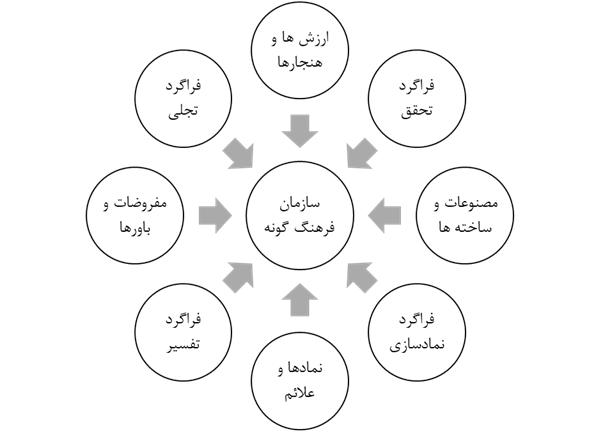 ارزش ها و
هنجارها
فراگرد
تحقق
مصنوعات و
ساخته ها
فراگرد
نمادسازی
نمادها و
علائم
فراگرد
تفسیر
مفروضات و
باورها
فراگرد
تجلی
سازمان
فرهنگ گونه